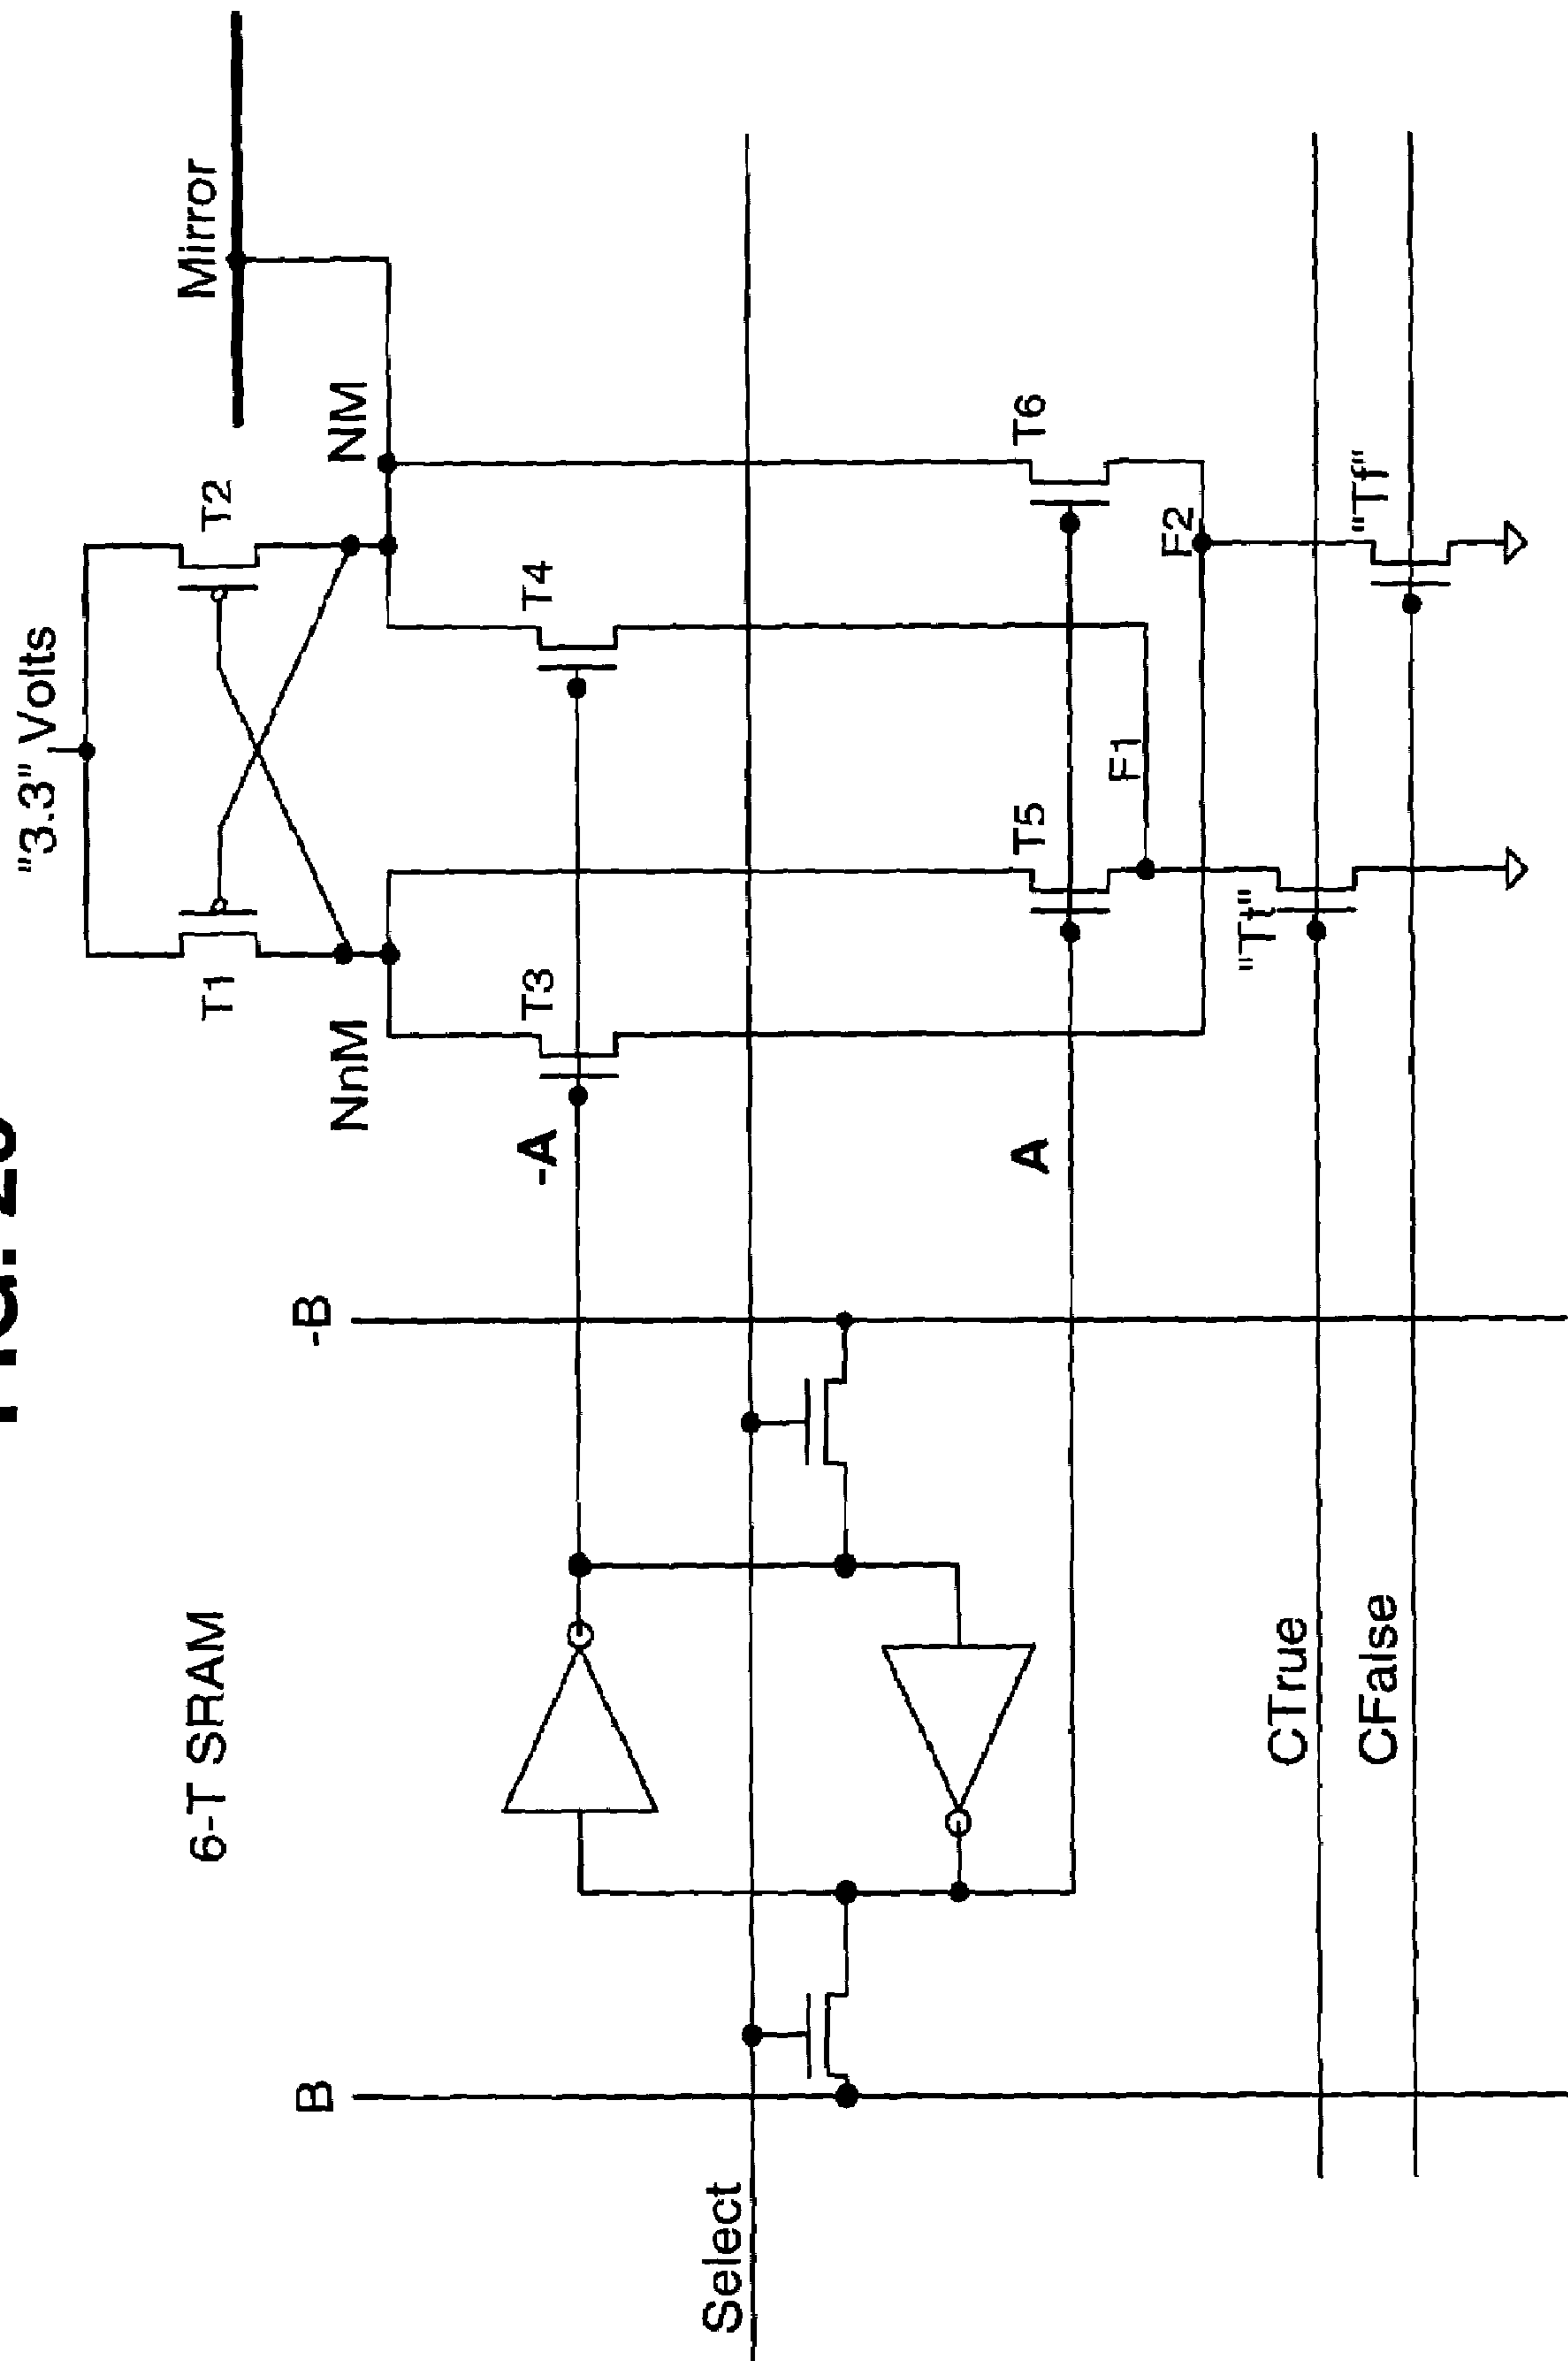 "3.3" Volts
Mirror
6-T SRAM
T1
T2
B
-B
NnM
NM
-A
T3
T4
Select
A
T5
T6
F1
F2
CTrue
"Tt"
CFalse
"Tf"